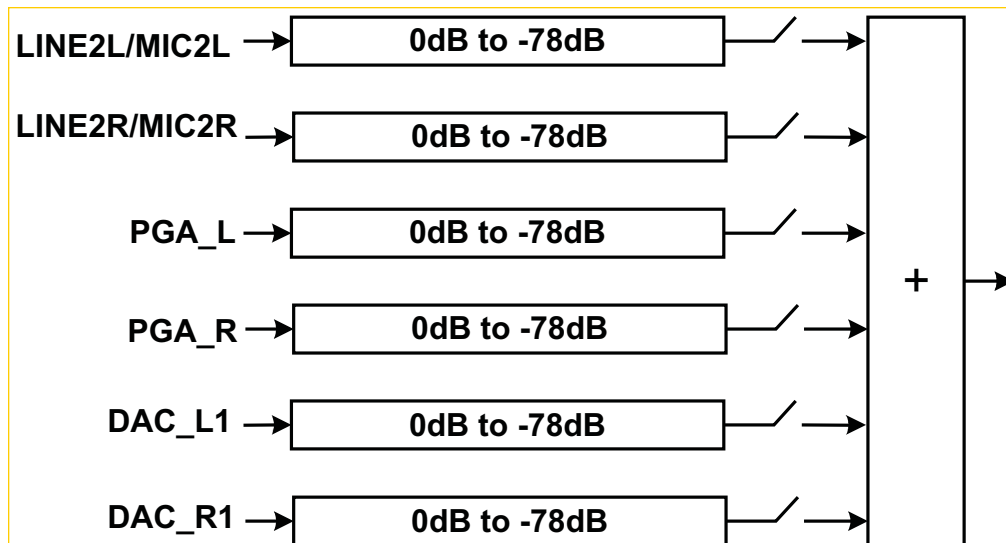 LINE2L/MIC2L 0dB to -78dB
LINE2R/MIC2R 0dB to -78dB
PGA_L 0dB to -78dB
+
PGA_R 0dB to -78dB
DAC_L1 0dB to -78dB
DAC_R1 0dB to -78dB